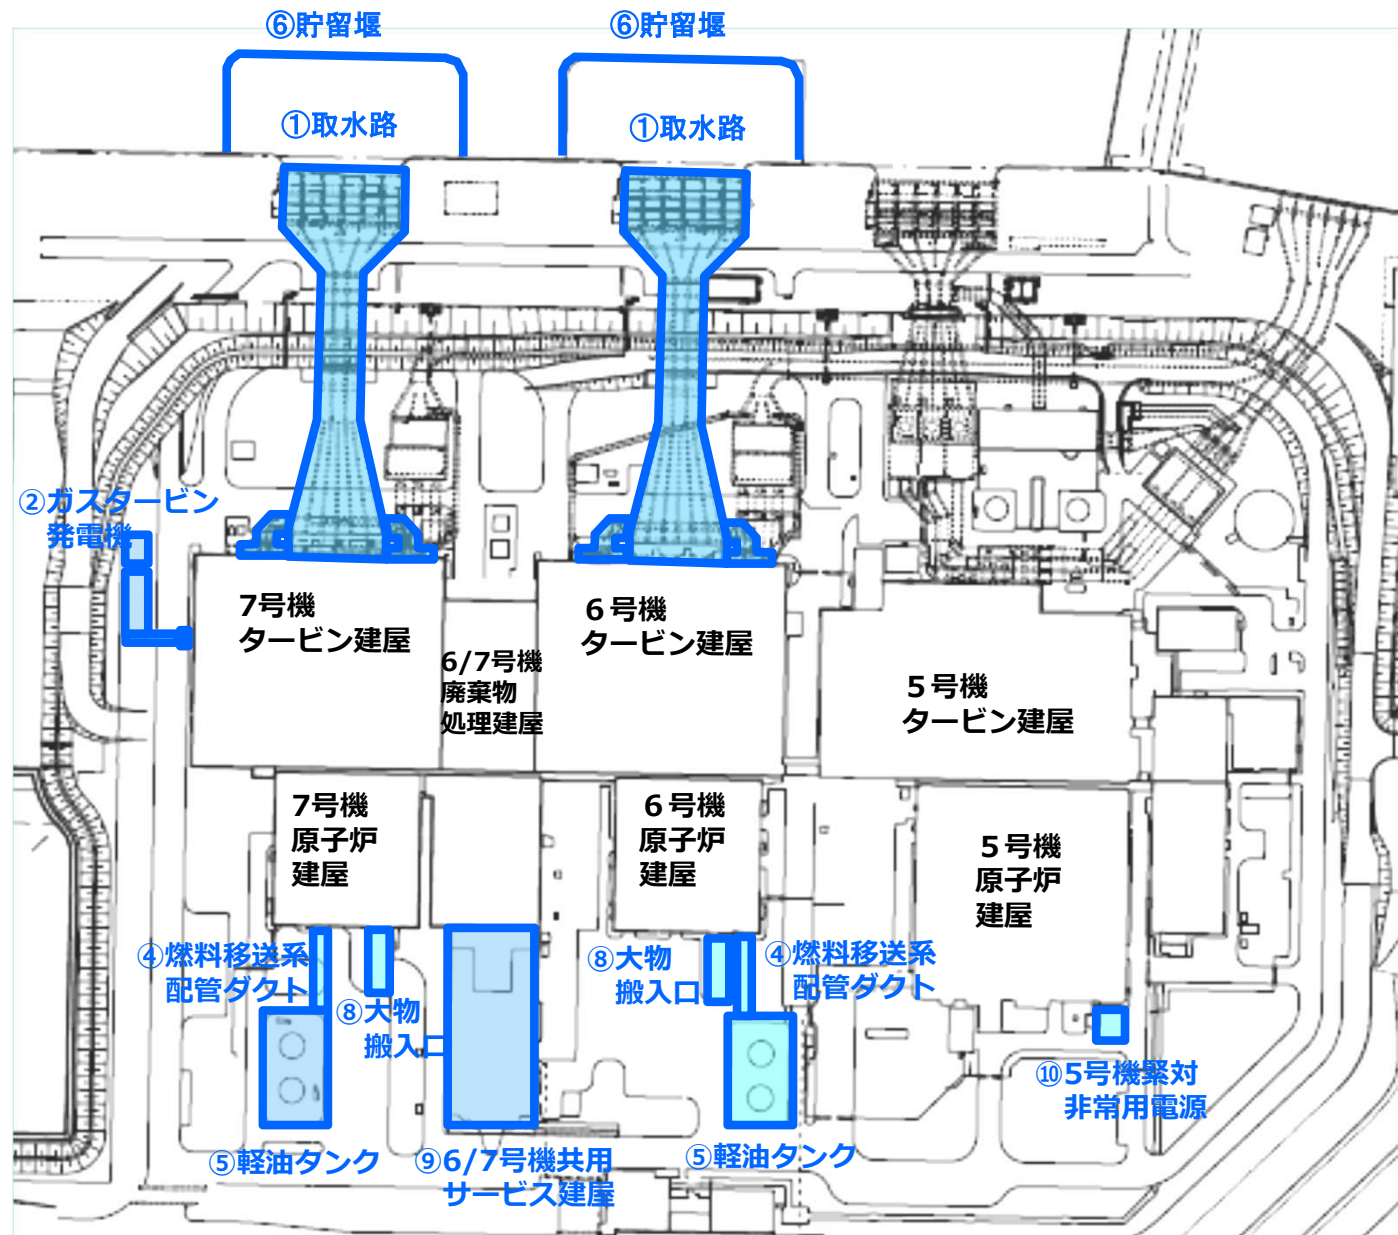 ⑥貯留堰
⑥貯留堰
①取水路
①取水路
②ガスタービン
発電機
7号機
タービン建屋
6/7号機
廃棄物
処理建屋
６号機
タービン建屋
５号機
タービン建屋
7号機
原子炉
建屋
６号機
原子炉
建屋
５号機
原子炉
建屋
④燃料移送系
配管ダクト
⑧大物
搬入口
⑧大物
搬入口
④燃料移送系
配管ダクト
⑩5号機緊対
非常用電源
⑤軽油タンク
⑨6/7号機共用
サービス建屋
⑤軽油タンク